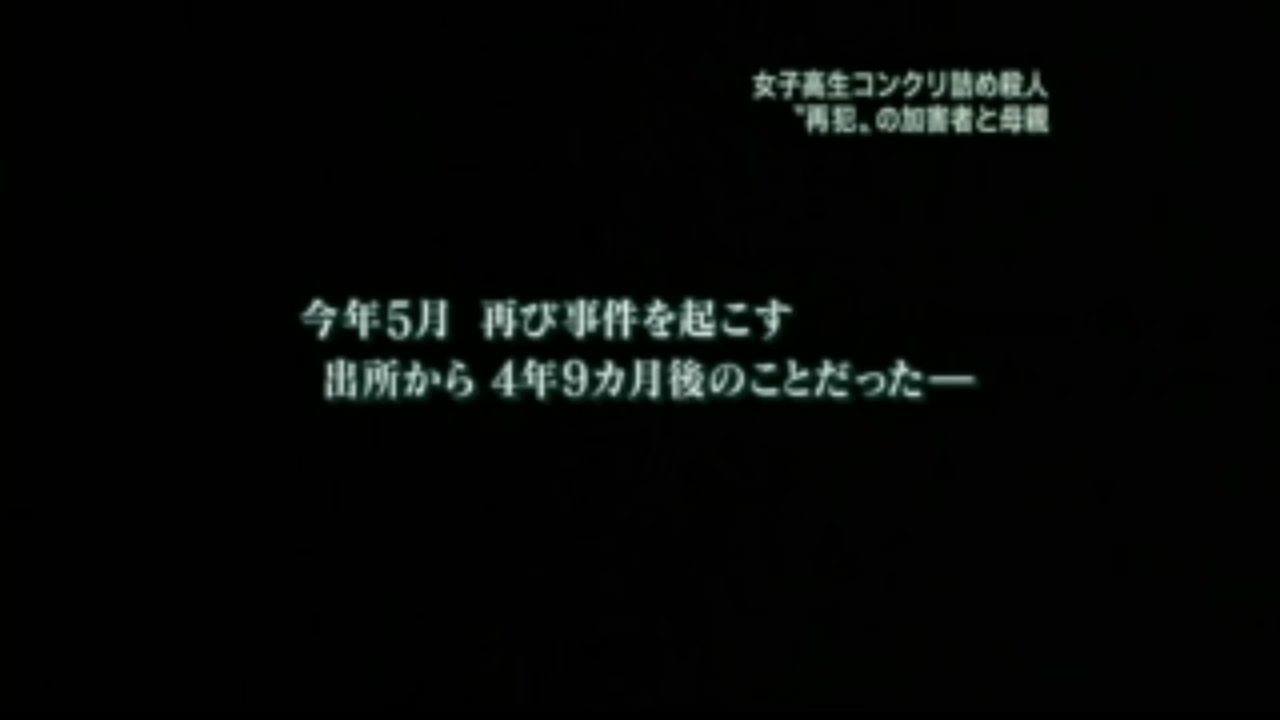 女子高生コンクリ詰め殺人
〝再犯〟の加害者と母親
今年5月 再び事件を起こす
出所から 4年9カ月後のことだった―